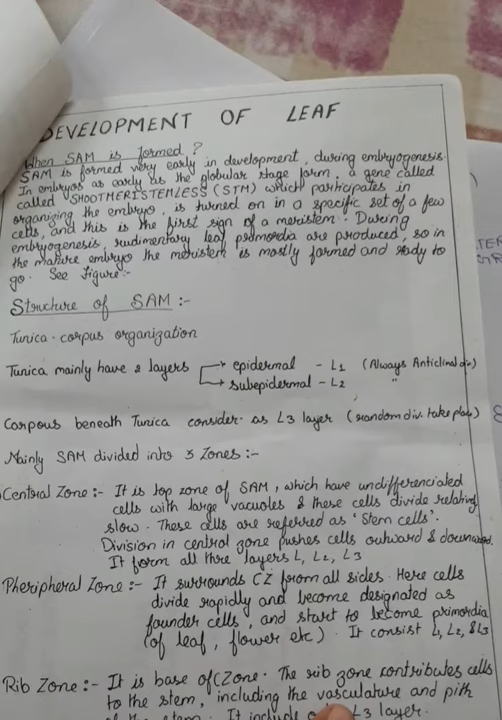 DEVELOPMENT OF LEAF
When SAM is formed?
SAM is formed very early in development, during embryogenesis.
In embryos as early as the globular stage form, a gene called
called SHOOTMERISTEMLESS (STM) which participates in
organizing the embryo, is turned on in a specific set of a few
cells, and this is the first sign of a meristem. During
embryogenesis, rudimentary leaf primordia are produced, so in
the mature embryo the meristem is mostly formed and ready to
go. See Figure:-
Structure of SAM :-
Tunica-corpus organization
Tunica mainly have 2 layers → epidermal - L1 (Always Anticlinal div)
→ subepidermal - L2 "
Corpous beneath Tunica consider as L3 layer (random div. take place)
Mainly SAM divided into 3 Zones :-
Central Zone :- It is top zone of SAM, which have undifferenciated
cells with large vacuoles & these cells divide relating
slow. These cells are referred as 'Stem cells'.
Division in central zone pushes cells outward & downward.
It form all thre layers L, L2, L3
Pheripheral Zone :- It surrounds CZ from all sides. Here cells
divide rapidly and become designated as
founder cells, and start to become primordia
(of leaf, flower etc). It consist L1, L2, & L3
Rib Zone :- It is base of CZone. The rib zone contributes cells
to the stem, including the vasculature and pith
of the stem. It include L3 layer.